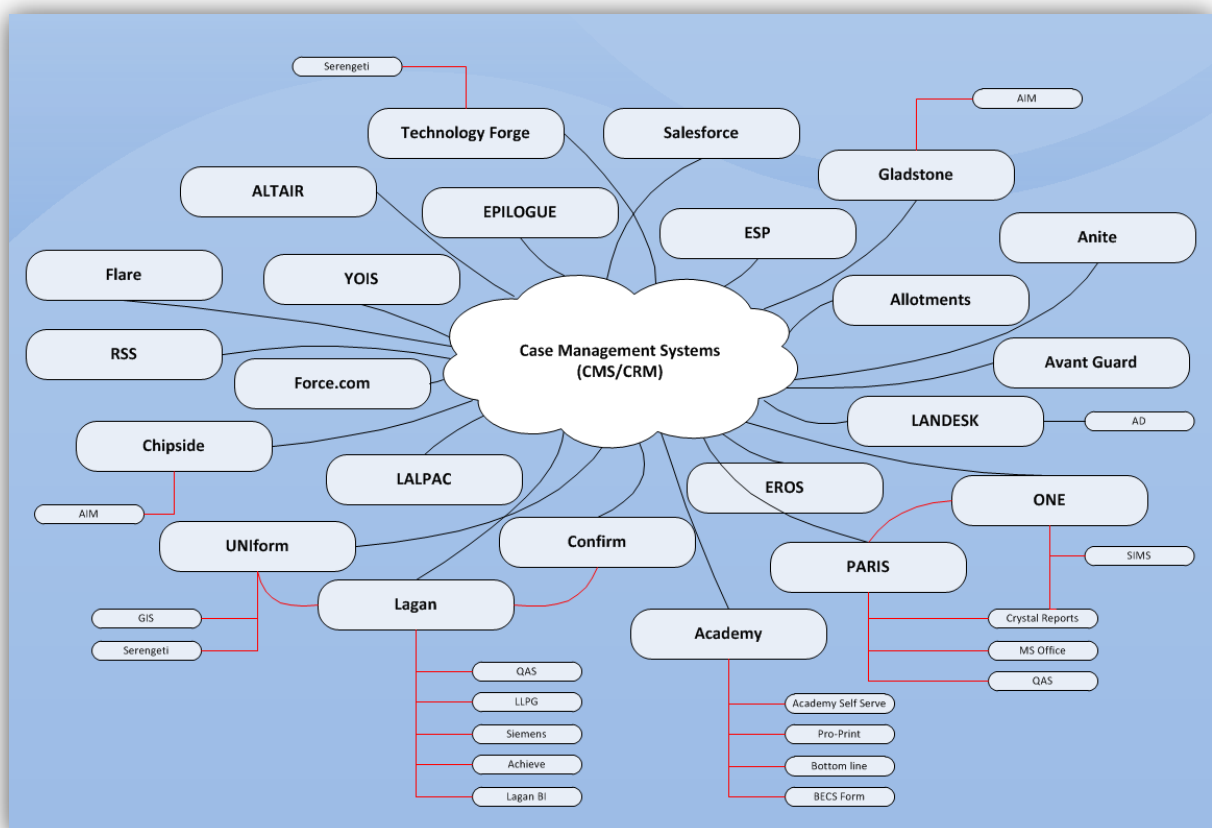 Serengeti
AIM
Technology Forge
Salesforce
Gladstone
ALTAIR
EPILOGUE
ESP
Anite
Flare
YOIS
Allotments
RSS
Force.com
Case Management Systems
(CMS/CRM)
Avant Guard
Chipside
LANDESK
AD
LALPAC
EROS
ONE
AIM
UNIform
Confirm
PARIS
SIMS
Lagan
GIS
Academy
Crystal Reports
Serengeti
MS Office
QAS
QAS
LLPG
Academy Self Serve
Siemens
Pro-Print
Achieve
Bottom line
Lagan BI
BECS Form